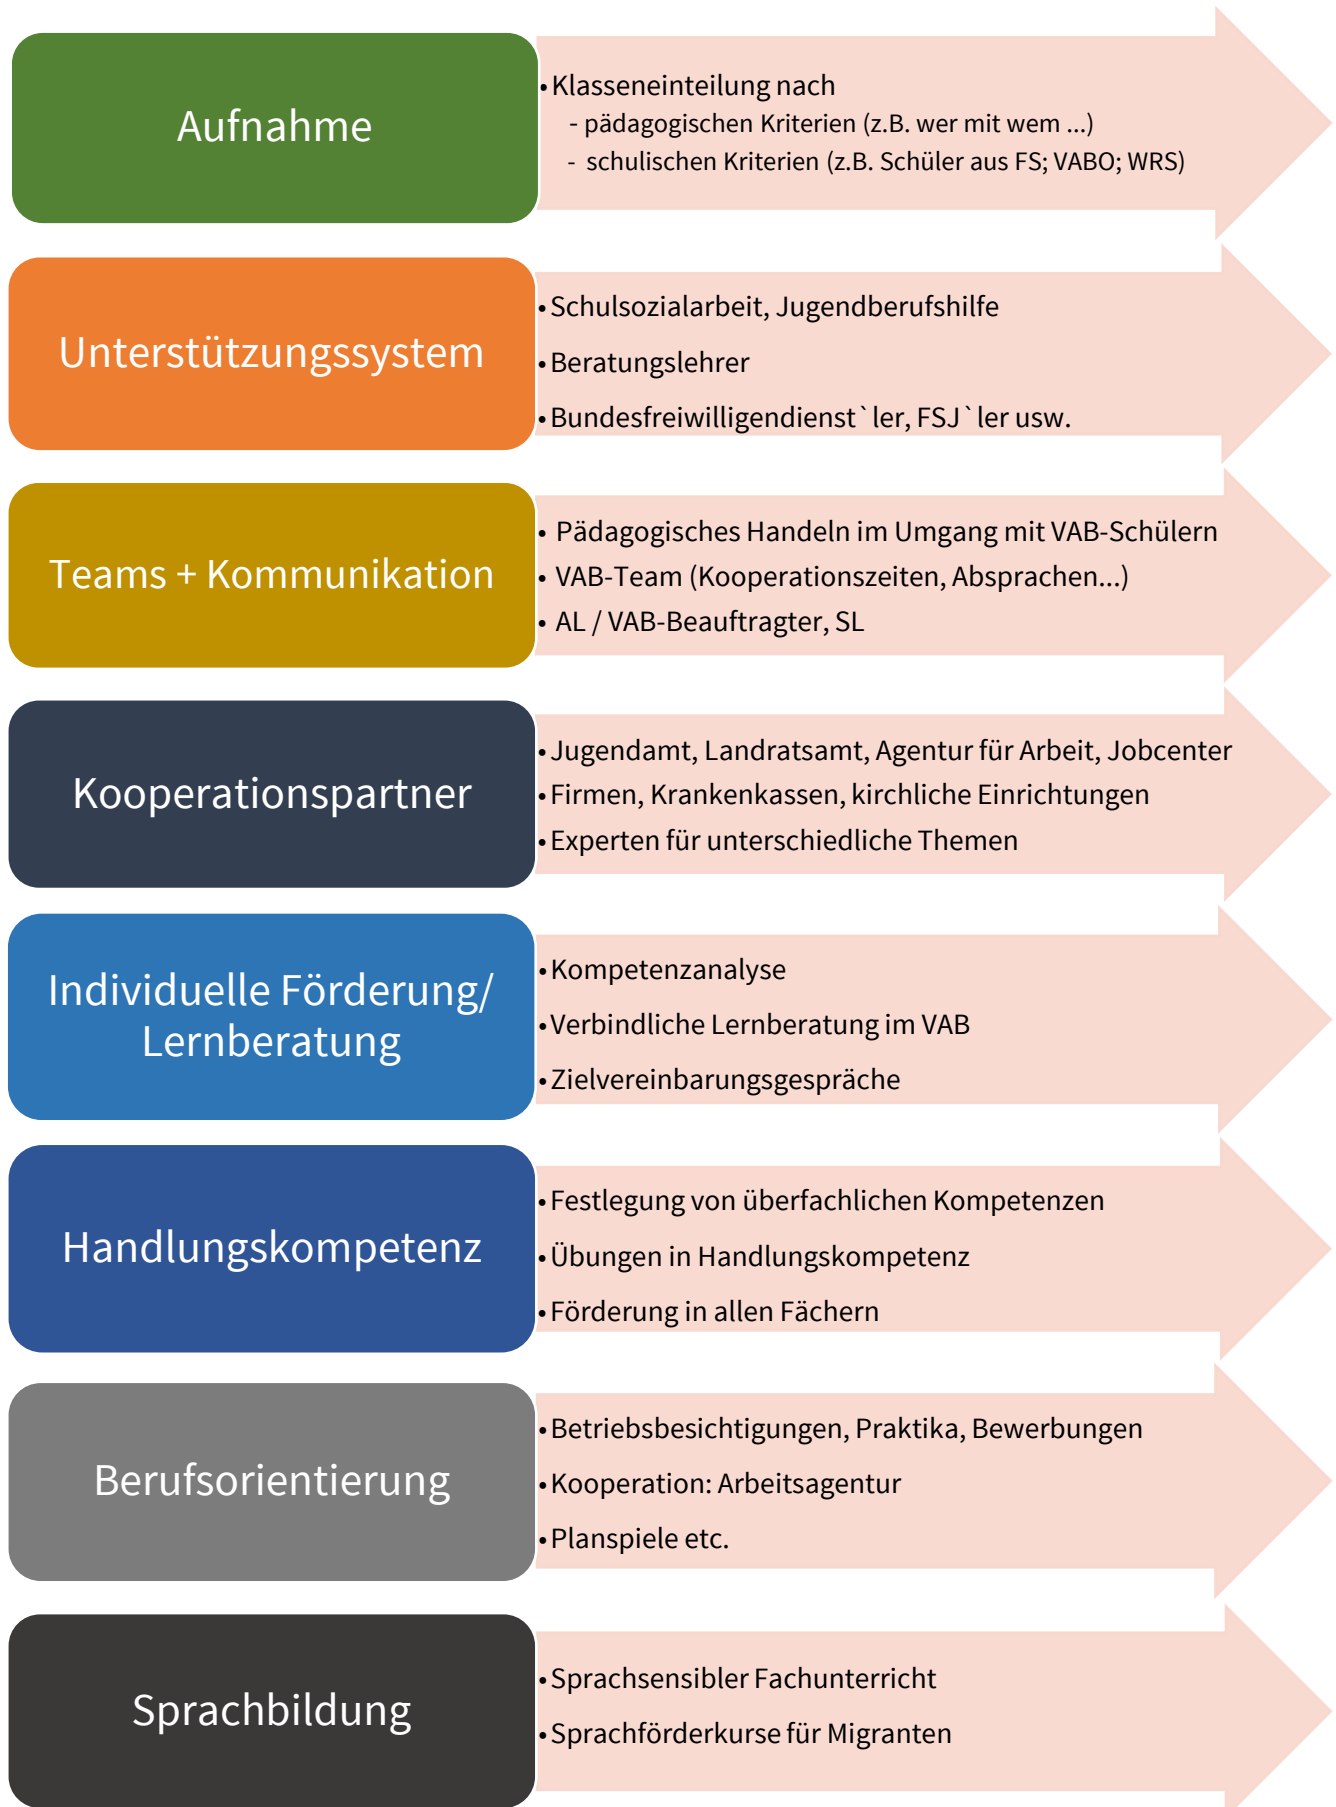 Aufnahme
•Klasseneinteilung nach
- pädagogischen Kriterien (z.B. wer mit wem ...)
- schulischen Kriterien (z.B. Schüler aus FS; VABO; WRS)
Unterstützungssystem
•Schulsozialarbeit, Jugendberufshilfe
•Beratungslehrer
•Bundesfreiwilligendienst`ler, FSJ`ler usw.
Teams + Kommunikation
• Pädagogisches Handeln im Umgang mit VAB-Schülern
• VAB-Team (Kooperationszeiten, Absprachen...)
• AL / VAB-Beauftragter, SL
Kooperationspartner
•Jugendamt, Landratsamt, Agentur für Arbeit, Jobcenter
•Firmen, Krankenkassen, kirchliche Einrichtungen
•Experten für unterschiedliche Themen
Individuelle Förderung/
Lernberatung
•Kompetenzanalyse
•Verbindliche Lernberatung im VAB
•Zielvereinbarungsgespräche
Handlungskompetenz
•Festlegung von überfachlichen Kompetenzen
•Übungen in Handlungskompetenz
•Förderung in allen Fächern
Berufsorientierung
•Betriebsbesichtigungen, Praktika, Bewerbungen
•Kooperation: Arbeitsagentur
•Planspiele etc.
Sprachbildung
•Sprachsensibler Fachunterricht
•Sprachförderkurse für Migranten